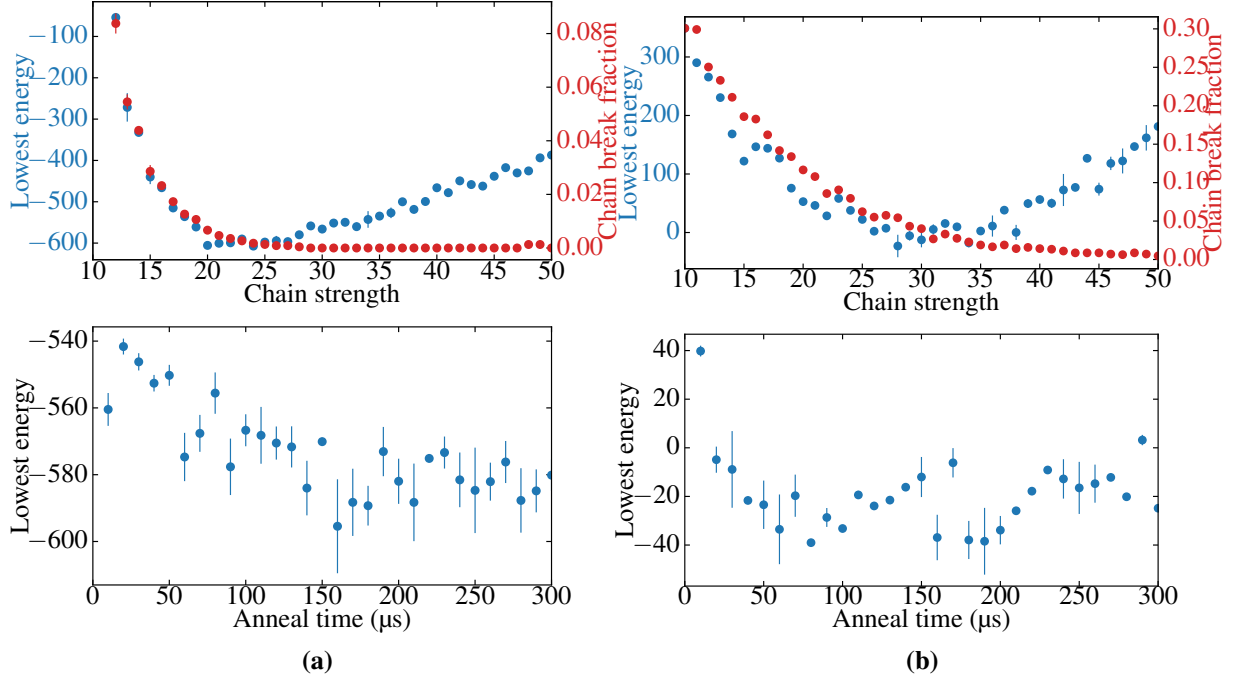 −100
−200
−300
−400
−500
−600
Lowest energy
0.08
0.06
0.04
0.02
0.00
Chain break fraction
10 15 20 25 30 35 40 45 50
Chain strength
300
200
100
0
Lowest energy
0.30
0.25
0.20
0.15
0.10
0.05
0.00
Chain break fraction
10 15 20 25 30 35 40 45 50
Chain strength
−540
−560
−580
−600
Lowest energy
0 50 100 150 200 250 300
Anneal time (μs)
40
20
0
−20
−40
Lowest energy
0 50 100 150 200 250 300
Anneal time (μs)
(a)
(b)